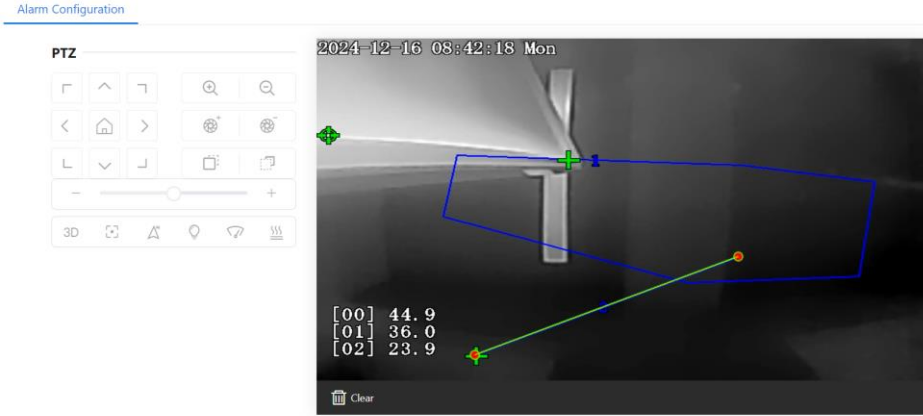 Alarm Configuration
PTZ
2024-12-16 08:42:18 Mon
1
3D
[00] 44.9
[01] 36.0
[02] 23.9
Clear